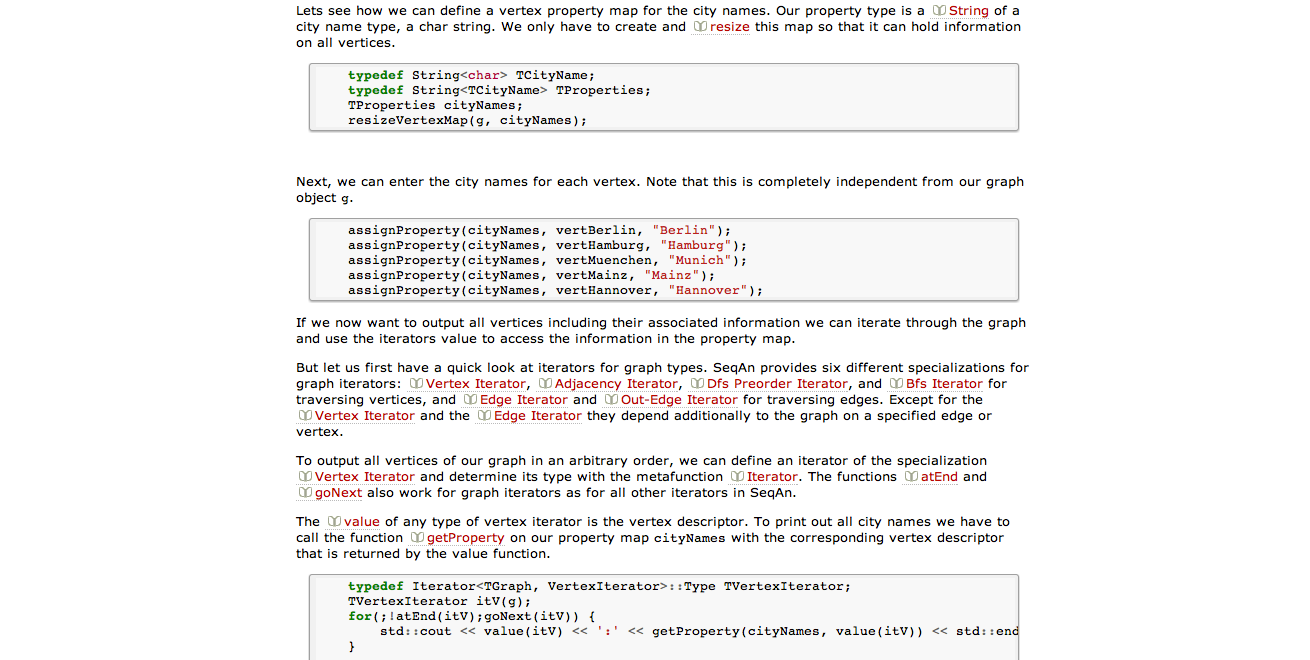 Lets see how we can define a vertex property map for the city names. Our property type is a String of a
city name type, a char string. We only have to create and resize this map so that it can hold information
on all vertices.
typedef String<char> TCityName;
typedef String<TCityName> TProperties;
TProperties cityNames;
resizeVertexMap(g, cityNames);
Next, we can enter the city names for each vertex. Note that this is completely independent from our graph
object g.
assignProperty(cityNames, vertBerlin, "Berlin");
assignProperty(cityNames, vertHamburg, "Hamburg");
assignProperty(cityNames, vertMuenchen, "Munich");
assignProperty(cityNames, vertMainz, "Mainz");
assignProperty(cityNames, vertHannover, "Hannover");
If we now want to output all vertices including their associated information we can iterate through the graph
and use the iterators value to access the information in the property map.
But let us first have a quick look at iterators for graph types. SeqAn provides six different specializations for
graph iterators: Vertex Iterator, Adjacency Iterator, Dfs Preorder Iterator, and Bfs Iterator for
traversing vertices, and Edge Iterator and Out-Edge Iterator for traversing edges. Except for the
Vertex Iterator and the Edge Iterator they depend additionally to the graph on a specified edge or
vertex.
To output all vertices of our graph in an arbitrary order, we can define an iterator of the specialization
Vertex Iterator and determine its type with the metafunction Iterator. The functions atEnd and
goNext also work for graph iterators as for all other iterators in SeqAn.
The value of any type of vertex iterator is the vertex descriptor. To print out all city names we have to
call the function getProperty on our property map cityNames with the corresponding vertex descriptor
that is returned by the value function.
typedef Iterator<TGraph, VertexIterator>::Type TVertexIterator;
TVertexIterator itV(g);
for(;!atEnd(itV);goNext(itV)) {
std::cout << value(itV) << ':' << getProperty(cityNames, value(itV)) << std::end
}